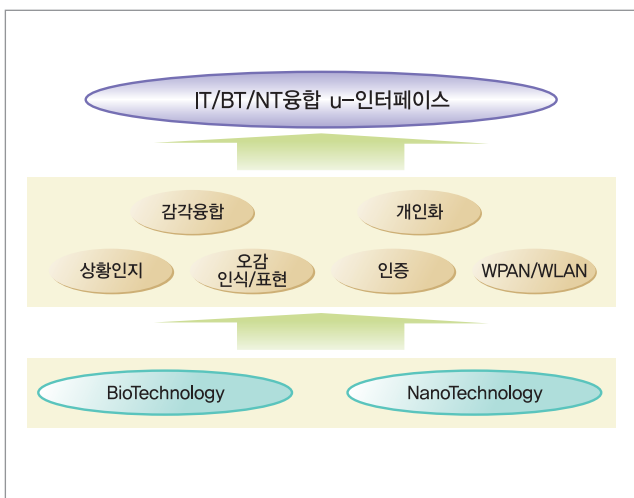 IT/BT/NT융합 u-인터페이스
감각융합
개인화
상황인지
오감
인식/표현
인증
WPAN/WLAN
BioTechnology
NanoTechnology